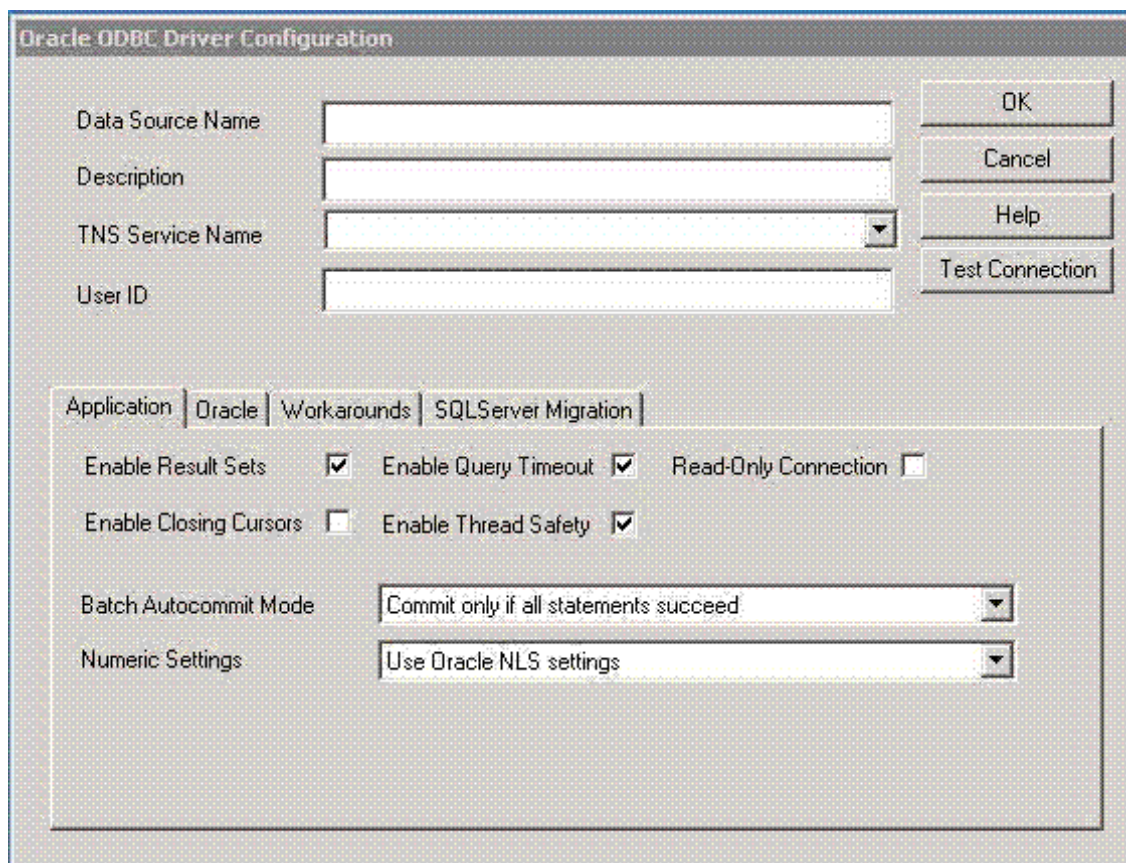 Oracle ODBC Driver Configuration
Data Source Name
OK
Description
Cancel
TNS Service Name
Help
User ID
Test Connection
Application Oracle Workarounds SQLServer Migration
Enable Result Sets Enable Query Timeout Read-Only Connection
Enable Closing Cursors Enable Thread Safety
Batch Autocommit Mode Commit only if all statements succeed
Numeric Settings Use Oracle NLS settings